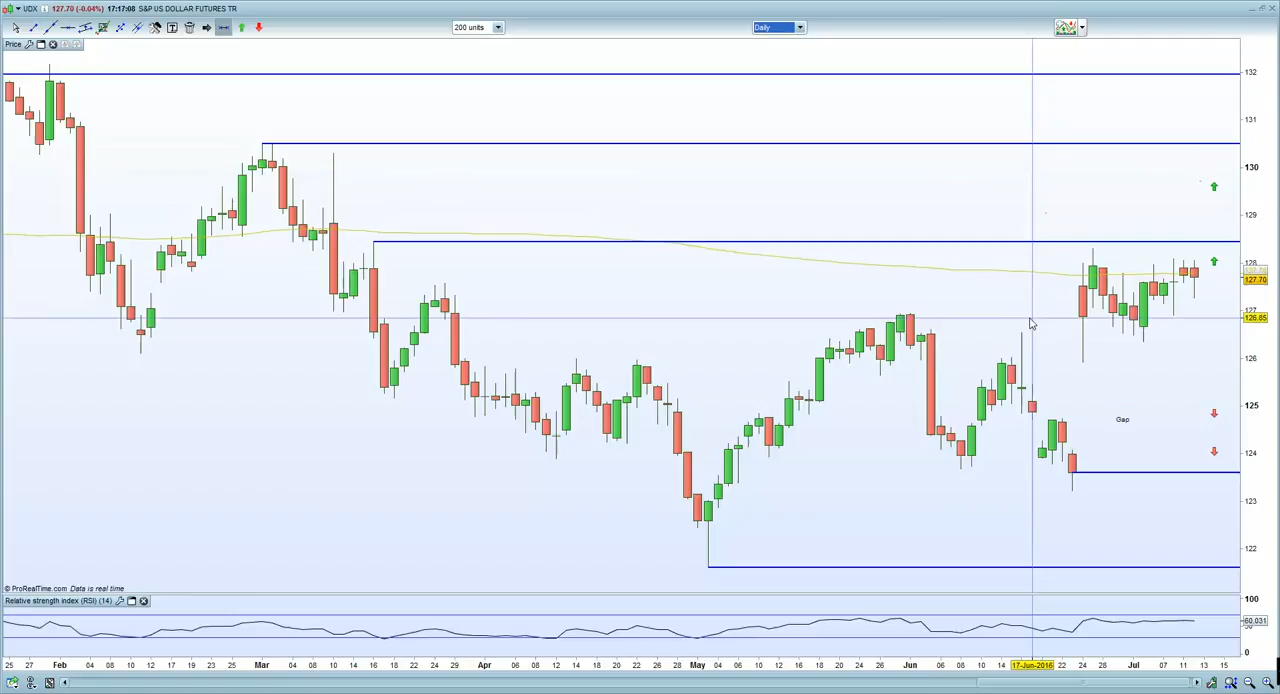 UDX 127.70 (-0.04%) 17:17:08 S&P US DOLLAR FUTURES TR
200 units
Daily
Price
132
131
130
129
128
127.70
127
126.85
126
125
124
123
122
Gap
© ProRealTime.com Data is real time
Relative strength index (RSI) (14)
100
60.031
0
25 27 Feb 04 08 10 12 17 19 23 25 Mar 04 08 10 14 16 18 22 24 29 Apr 06 08 12 14 18 20 22 26 28 May 04 06 10 12 16 18 20 24 26 Jun 06 08 10 14 17-Jun-2016 22 24 28 Jul 07 11 13 15